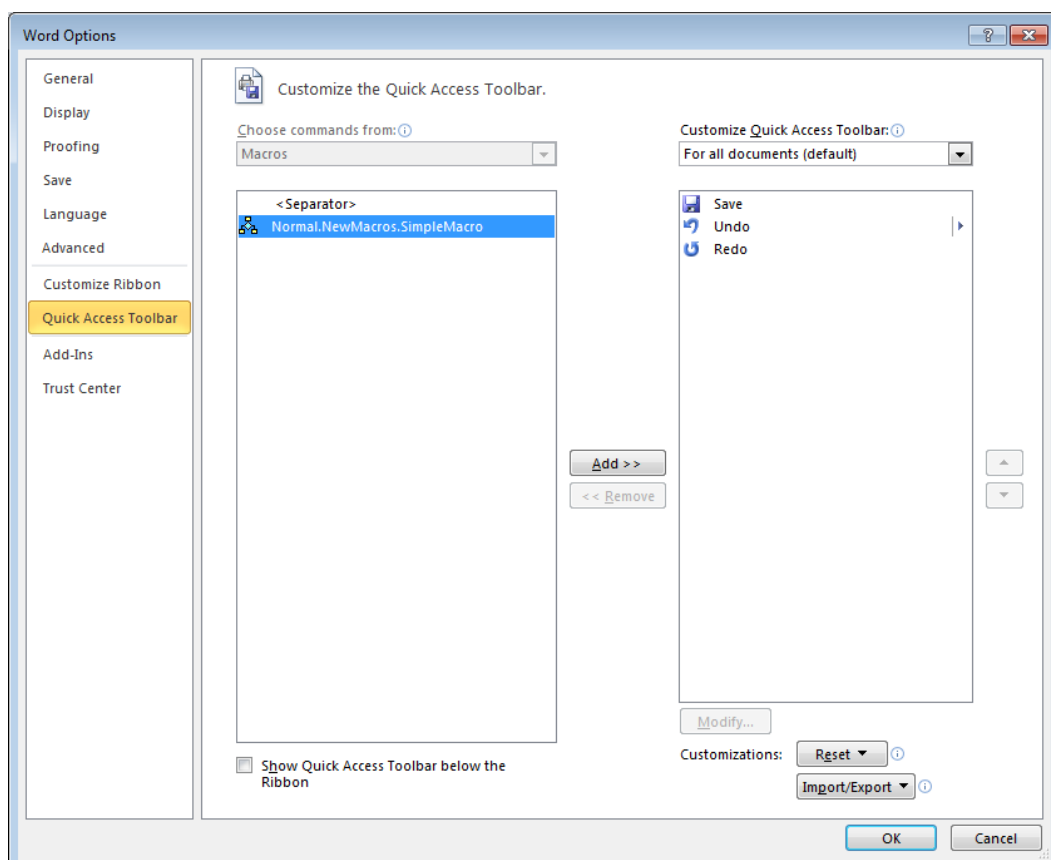 Word Options
General
Display
Proofing
Save
Language
Advanced
Customize Ribbon
Quick Access Toolbar
Add-Ins
Trust Center
Customize the Quick Access Toolbar.
Choose commands from:
Macros
<Separator>
Normal.NewMacros.SimpleMacro
Show Quick Access Toolbar below the
Ribbon
Add >>
<< Remove
Customize Quick Access Toolbar:
For all documents (default)
Save
Undo
Redo
Modify...
Customizations:
Reset
Import/Export
OK
Cancel